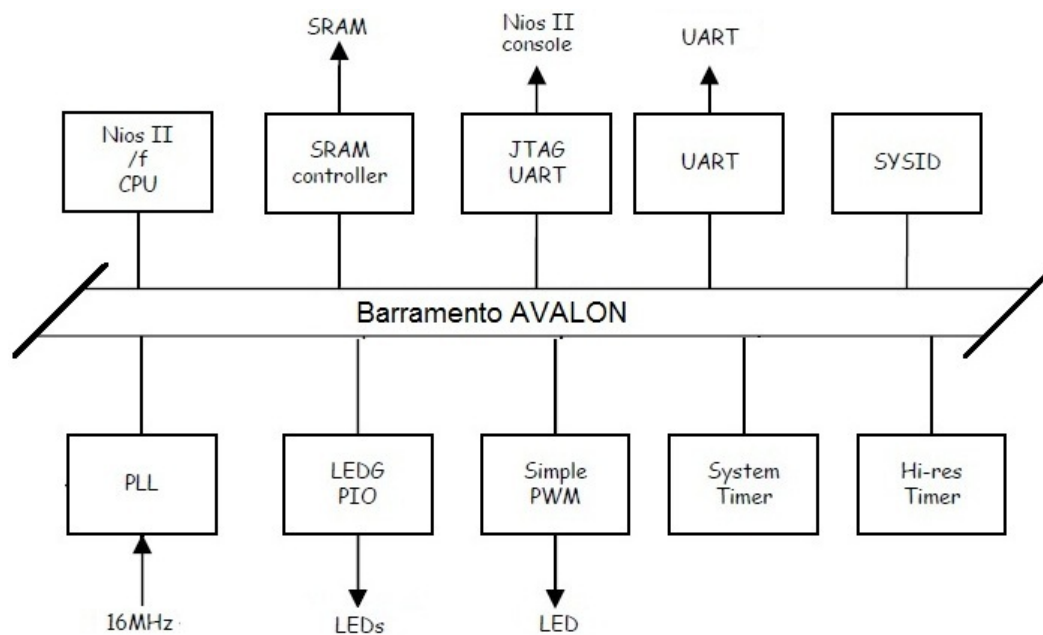 SRAM
Nios II
console
UART
Nios II
/f
CPU
SRAM
controller
JTAG
UART
UART
SYSID
Barramento AVALON
PLL
LEDG
PIO
Simple
PWM
System
Timer
Hi-res
Timer
16MHz
LEDs
LED